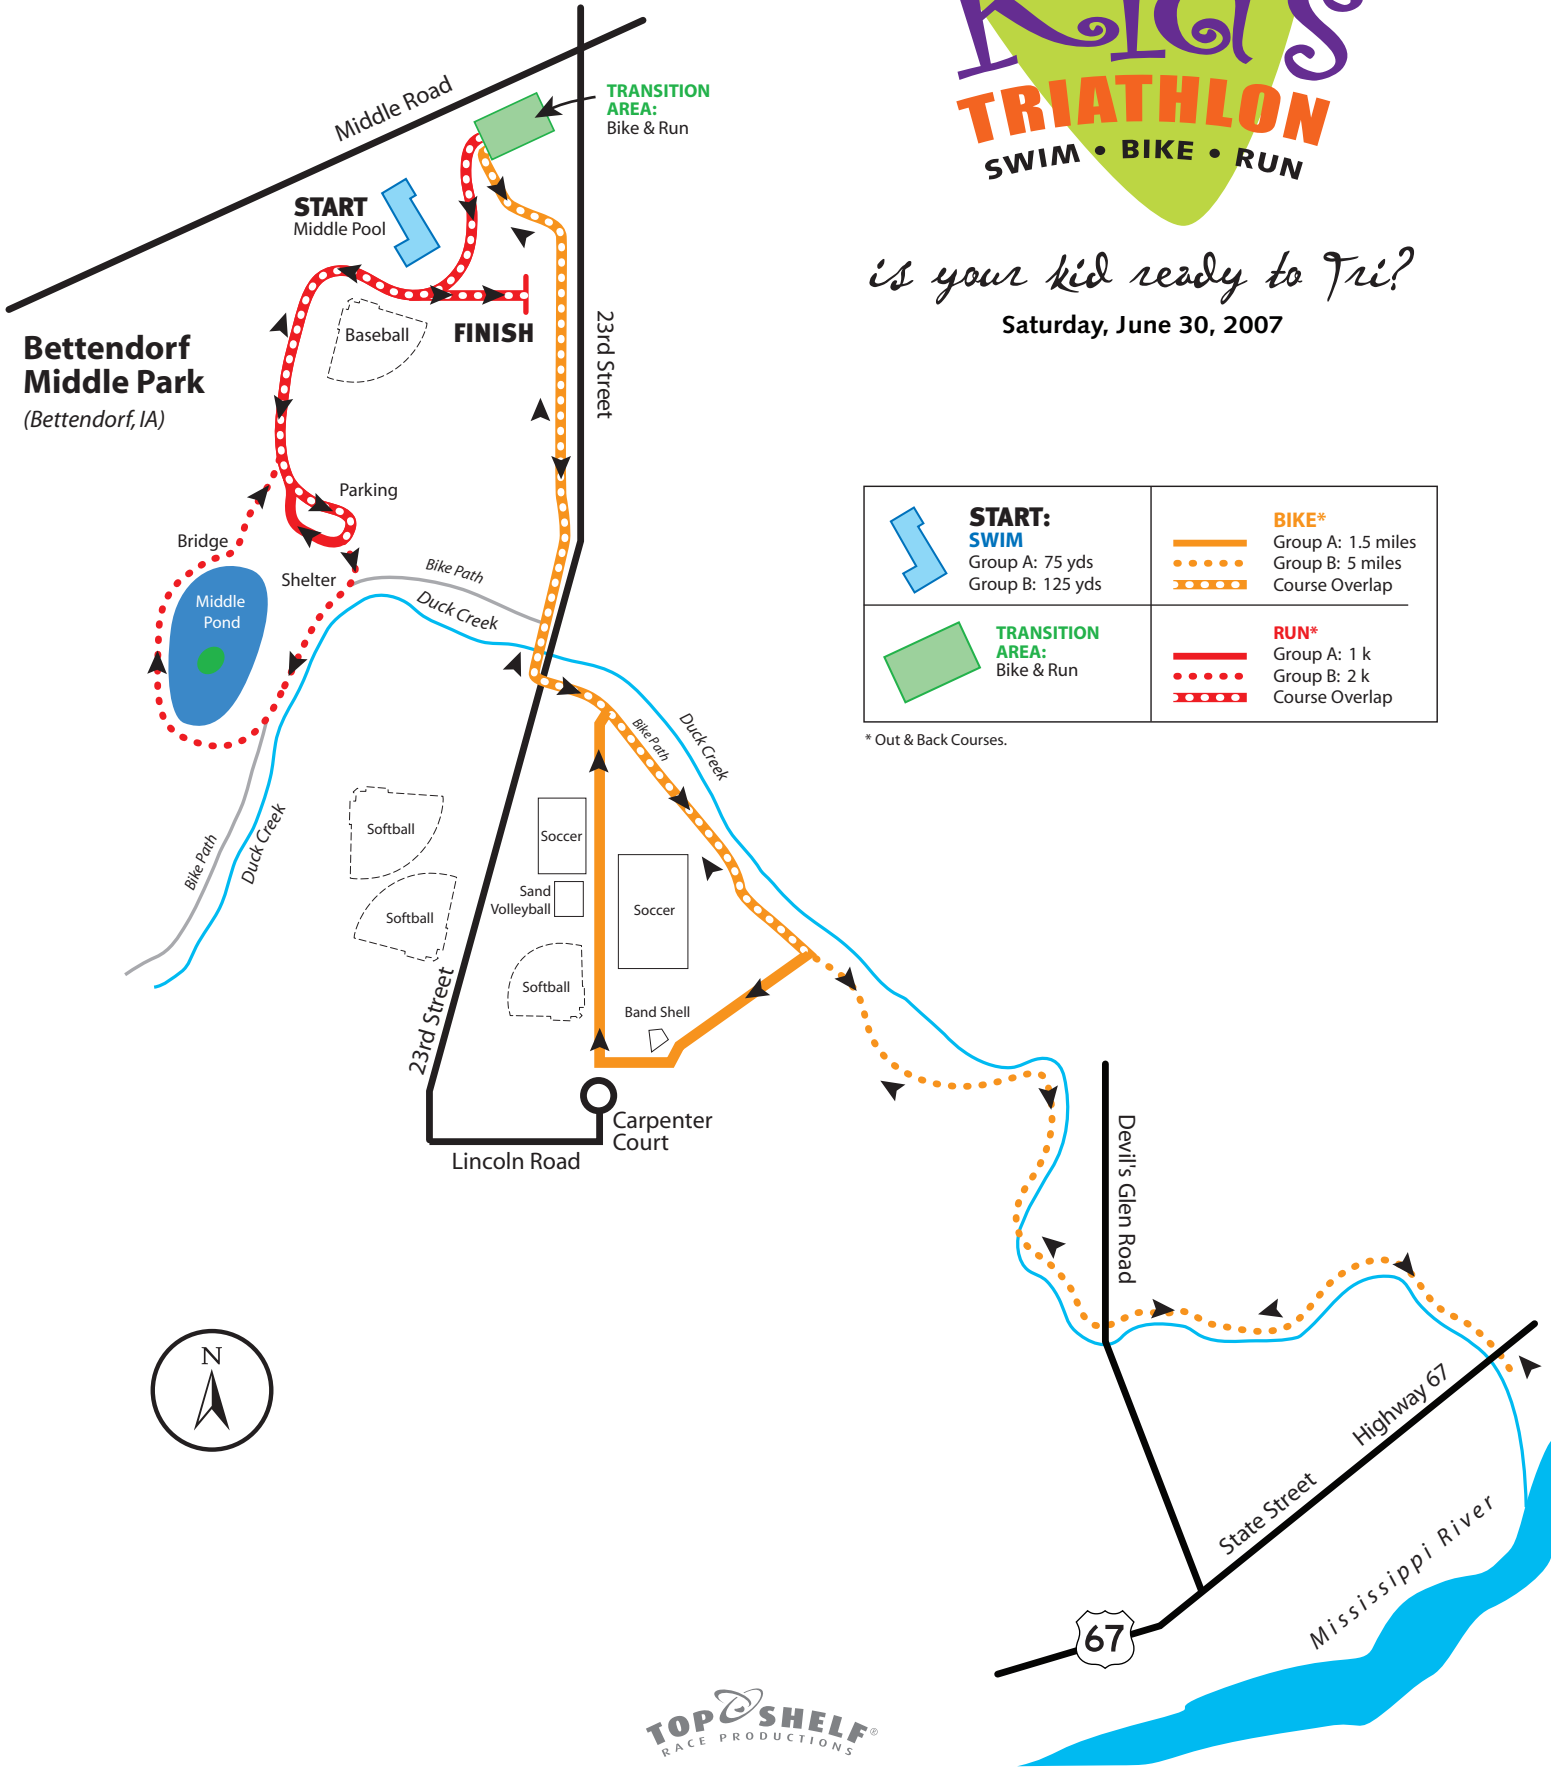 Kids
TRIATHLON
SWIM • BIKE • RUN
is your kid ready to Tri?
Saturday, June 30, 2007
Middle Road
TRANSITION
AREA:
Bike & Run
START
Middle Pool
Baseball
FINISH
23rd Street
Bettendorf
Middle Park
(Bettendorf, IA)
Parking
Bridge
Shelter
Bike Path
Duck Creek
Middle
Pond
Bike Path
Duck Creek
Bike Path
Duck Creek
START:
SWIM
Group A: 75 yds
Group B: 125 yds
BIKE*
Group A: 1.5 miles
Group B: 5 miles
Course Overlap
TRANSITION
AREA:
Bike & Run
RUN*
Group A: 1 k
Group B: 2 k
Course Overlap
* Out & Back Courses.
Softball
Softball
Soccer
Sand
Volleyball
Soccer
Softball
Band Shell
23rd Street
Carpenter
Court
Lincoln Road
Devil's Glen Road
N
Highway 67
State Street
Mississippi River
67
TOP SHELF®
RACE PRODUCTIONS